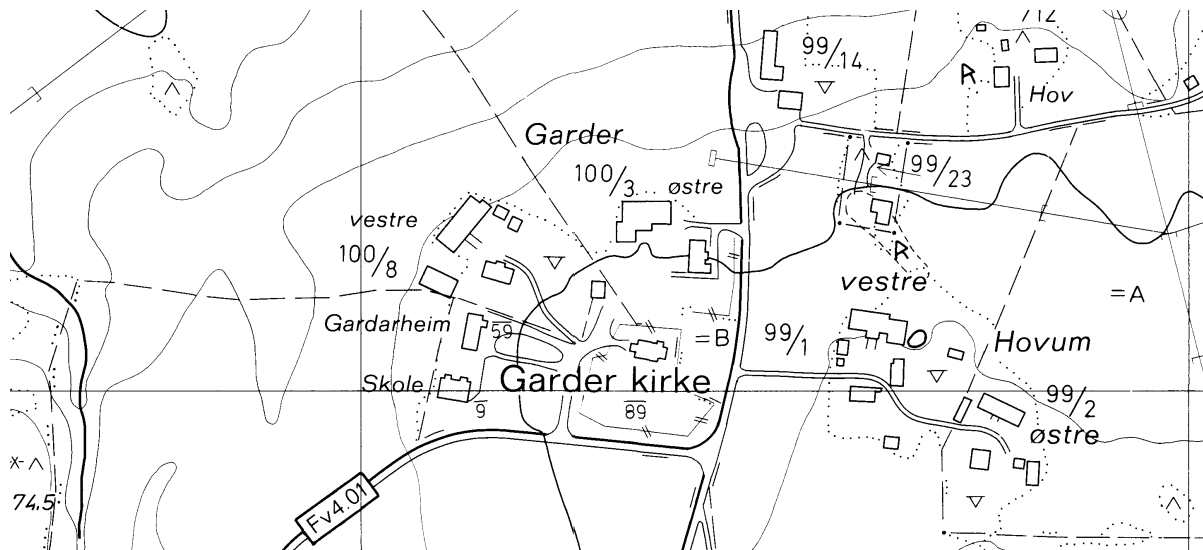 712
99/14
Hov
R
Garder
99/23
100/3... østre
vestre
100/8
R
vestre
=A
Gardarheim
59
=B
99/1
Hovum
Skole
Garder kirke
9
89
99/2
østre
74.5
Fv4.01